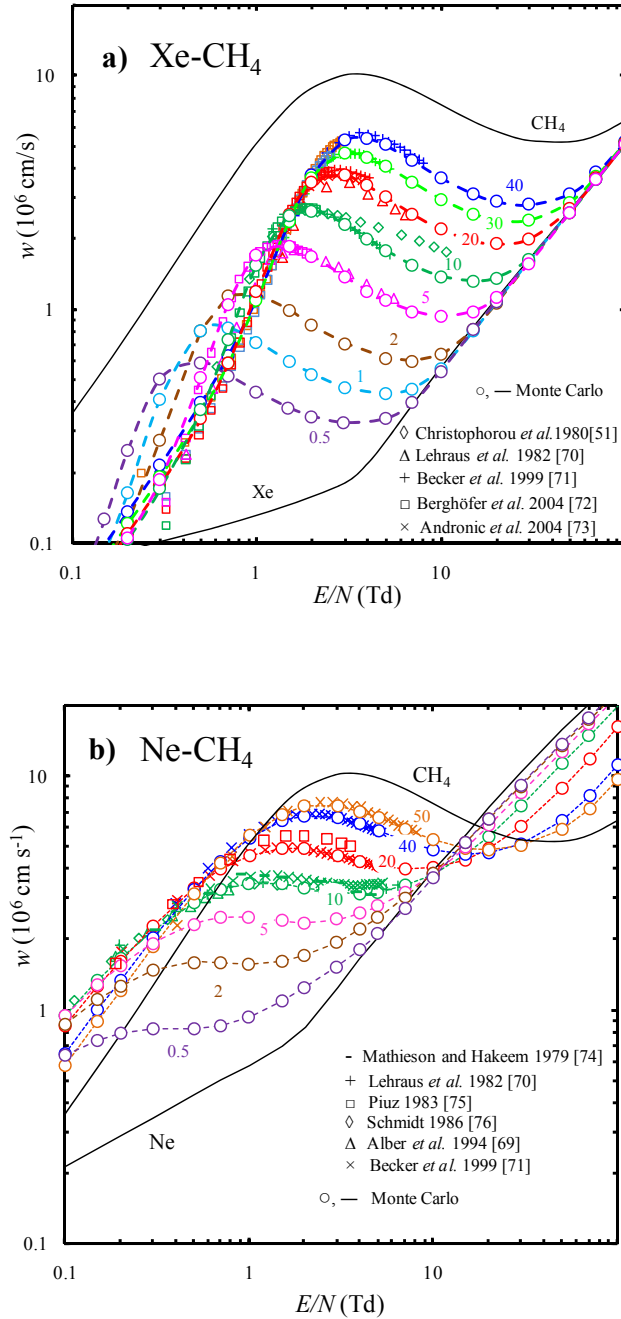 a) Xe-CH4
10
CH4
40
30
20
10
5
2
1
0.5
Xe
w (10^6 cm/s)
1
0.1
○, — Monte Carlo
◊ Christophorou et al.1980[51]
Δ Lehraus et al. 1982 [70]
+ Becker et al. 1999 [71]
□ Berghöfer et al. 2004 [72]
× Andronic et al. 2004 [73]
0.1 1 10
E/N (Td)
b) Ne-CH4
10
CH4
50
40
20
10
5
2
0.5
Ne
w (10^6 cm s^-1)
1
0.1
- Mathieson and Hakeem 1979 [74]
+ Lehraus et al. 1982 [70]
□ Piuz 1983 [75]
◊ Schmidt 1986 [76]
Δ Alber et al. 1994 [69]
× Becker et al. 1999 [71]
○, — Monte Carlo
0.1 1 10
E/N (Td)